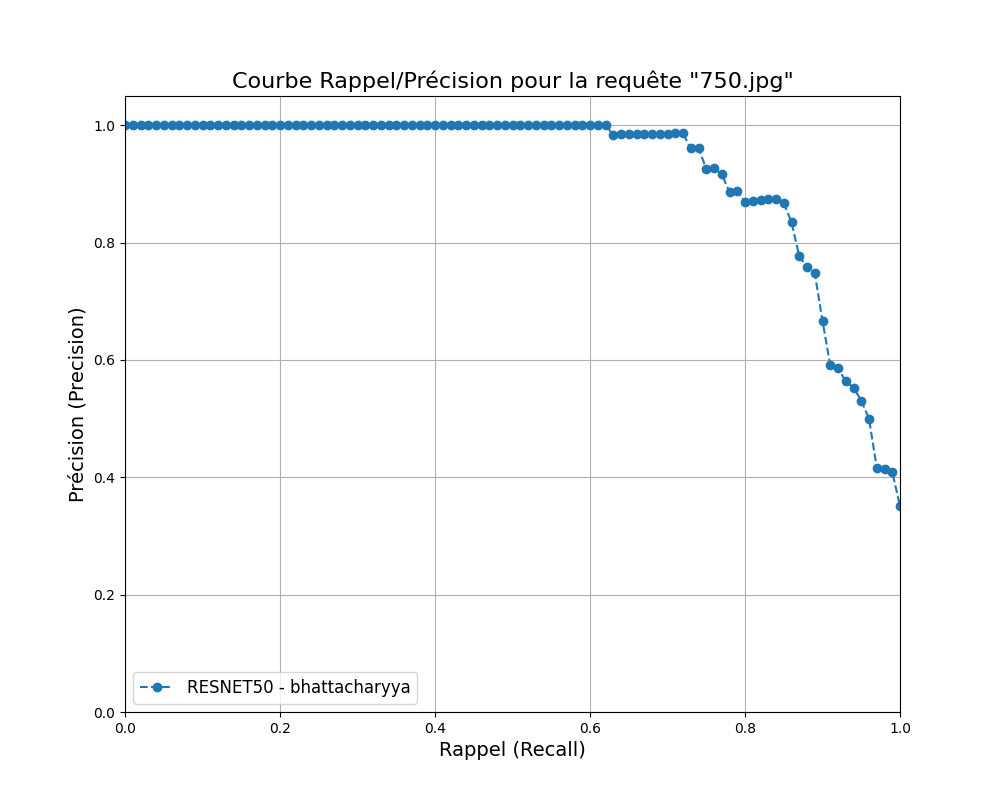 Courbe Rappel/Précision pour la requête "750.jpg"
Précision (Precision)
1.0
0.8
0.6
0.4
0.2
0.0
RESNET50 - bhattacharyya
0.0 0.2 0.4 0.6 0.8 1.0
Rappel (Recall)